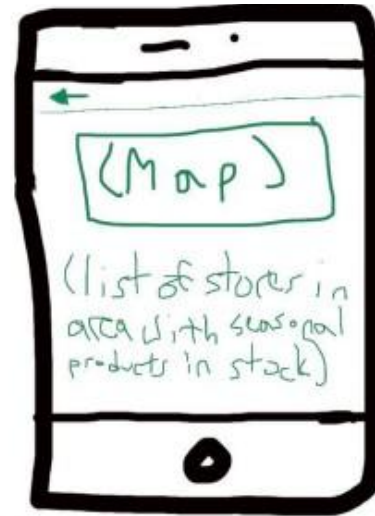 (Map)
(list of stores in
area with seasonal
products in stock)